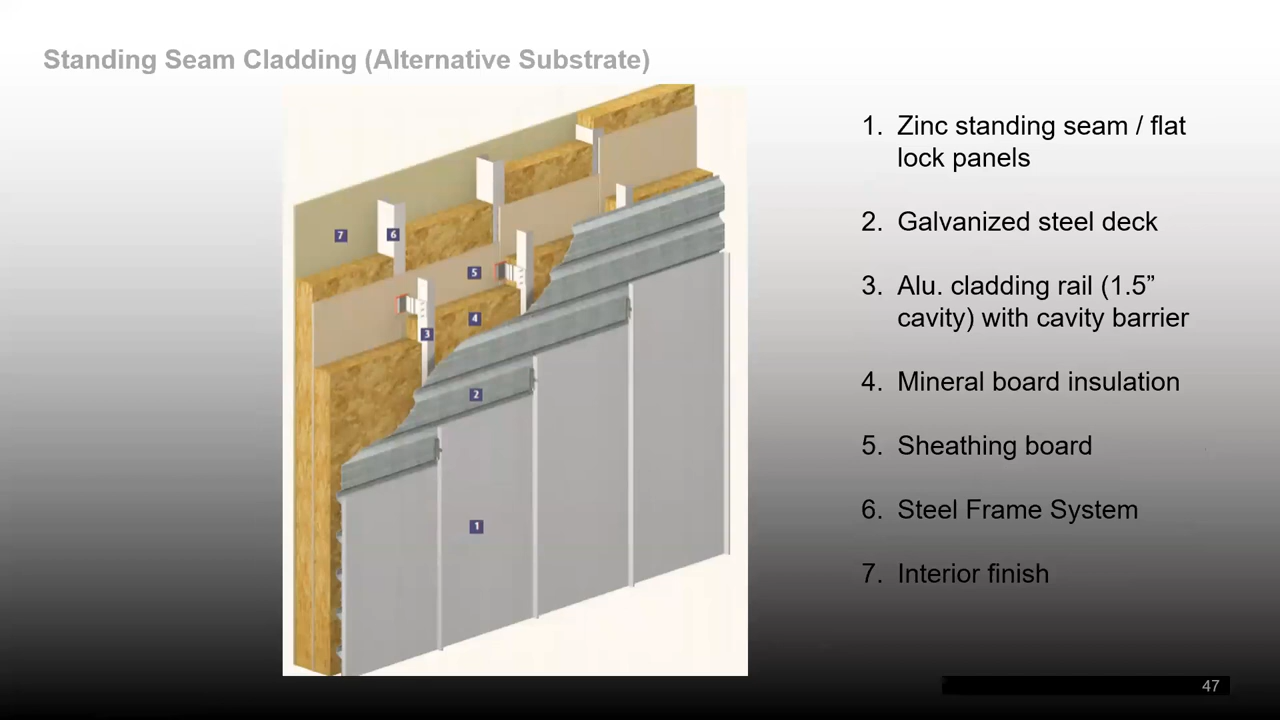 Standing Seam Cladding (Alternative Substrate)
7
6
5
4
3
2
1
1. Zinc standing seam / flat
lock panels
2. Galvanized steel deck
3. Alu. cladding rail (1.5”
cavity) with cavity barrier
4. Mineral board insulation
5. Sheathing board
6. Steel Frame System
7. Interior finish
47